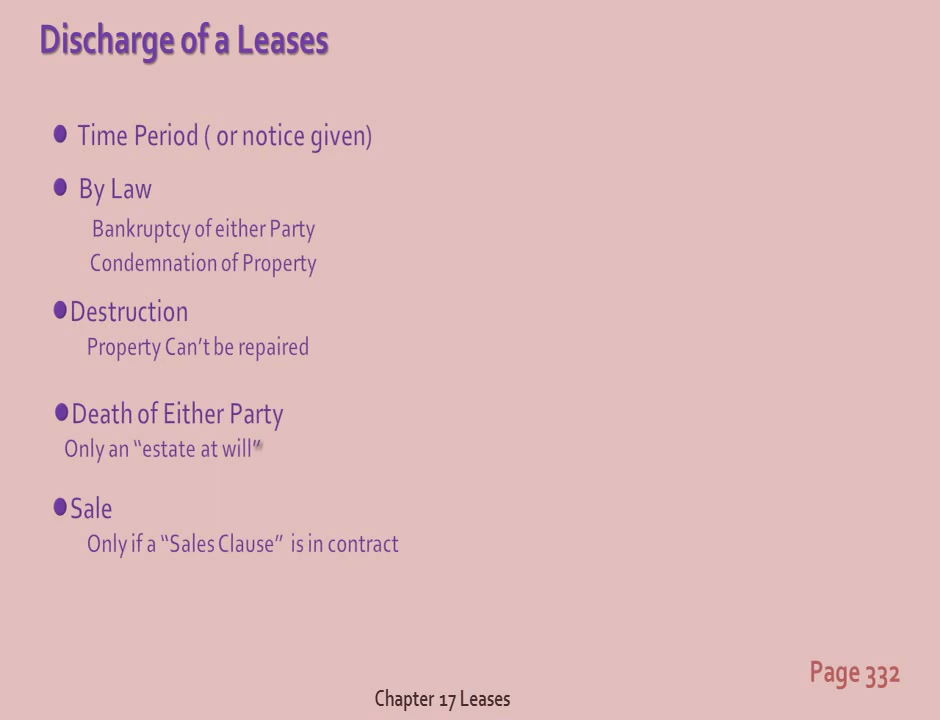 Discharge of a Leases
● Time Period ( or notice given)
● By Law
Bankruptcy of either Party
Condemnation of Property
●Destruction
Property Can't be repaired
●Death of Either Party
Only an “estate at will”
●Sale
Only if a “Sales Clause” is in contract
Page 332
Chapter 17 Leases